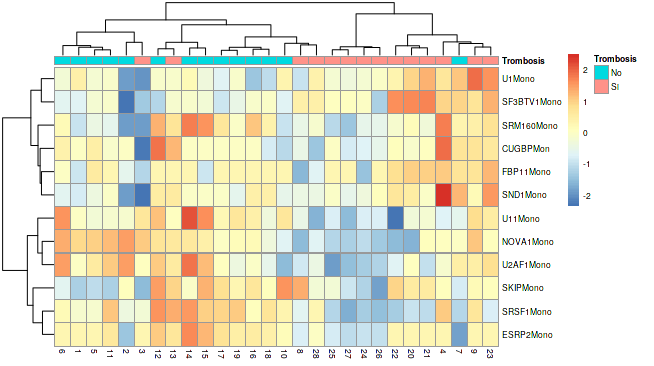 Trombosis
U1Mono
SF3BTV1Mono
SRM160Mono
CUGBPMon
FBP11Mono
SND1Mono
U11Mono
NOVA1Mono
U2AF1Mono
SKIPMono
SRSF1Mono
ESRP2Mono
6 1 5 11 2 3 12 13 14 15 17 19 16 18 10 8 28 25 27 24 26 22 20 21 4 7 9 23
2
1
0
-1
-2
Trombosis
No
SI